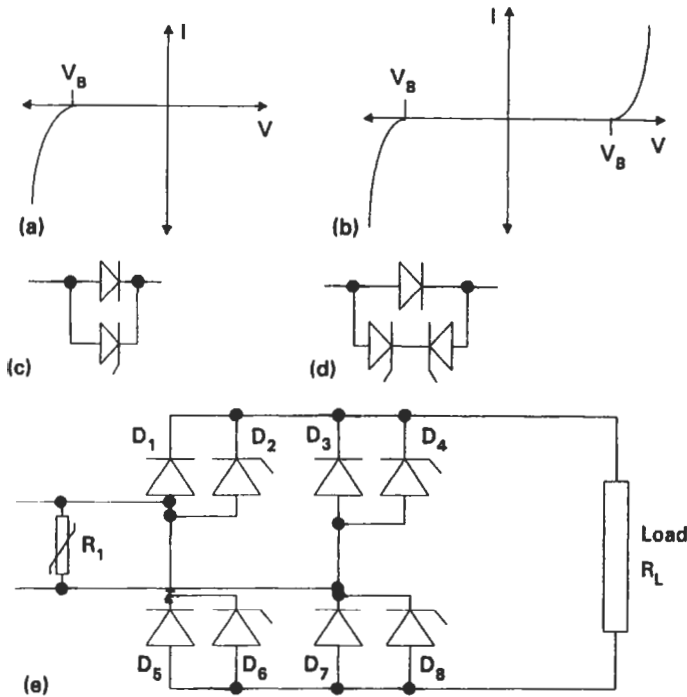 I
V_B
V
(a)
I
V_B
V_B
V
(b)
(c)
(d)
D_1
D_2
D_3
D_4
R_1
Load
R_L
D_5
D_6
D_7
D_8
(e)